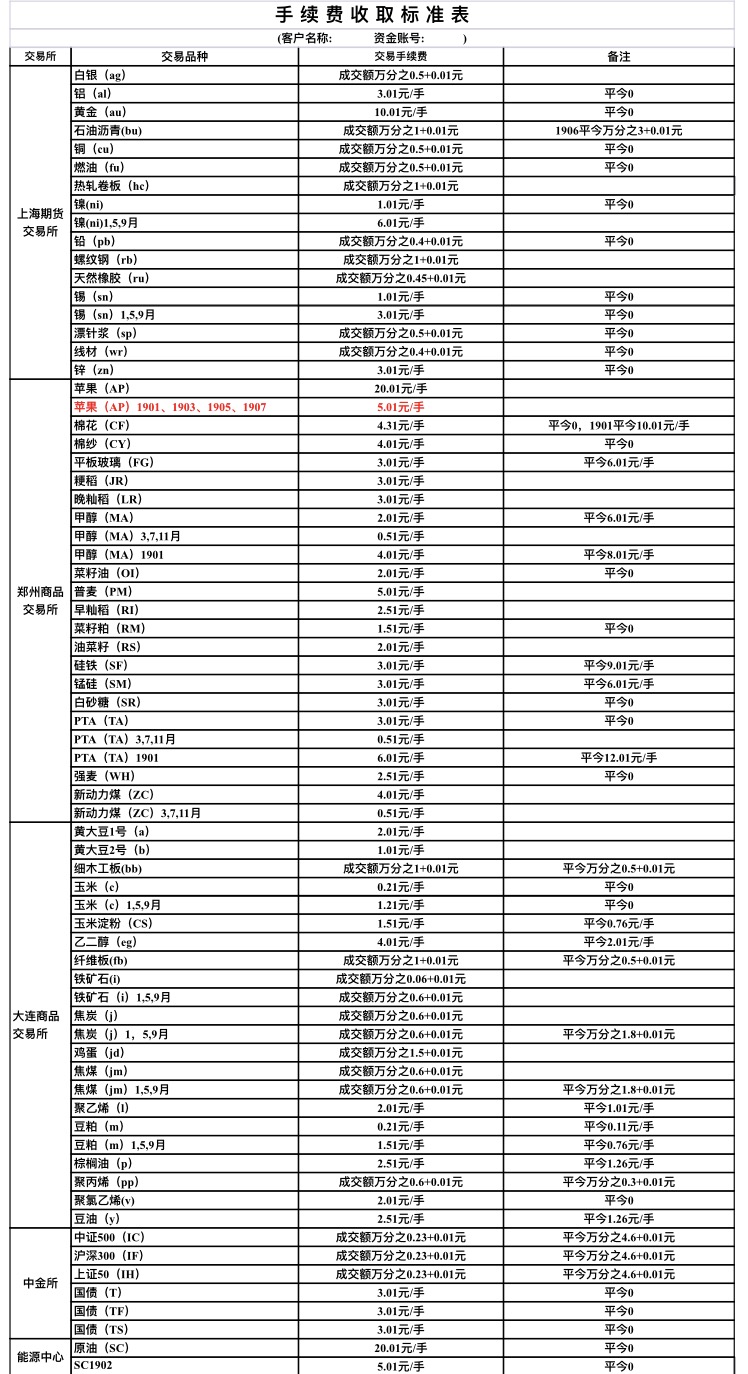 手续费收取标准表
(客户名称: 资金账号: )
交易所 交易品种 交易手续费 备注
上海期货
交易所
白银（ag） 成交额万分之0.5+0.01元
铝（al） 3.01元/手 平今0
黄金（au） 10.01元/手 平今0
石油沥青(bu) 成交额万分之1+0.01元 1906平今万分之3+0.01元
铜（cu） 成交额万分之0.5+0.01元 平今0
燃油（fu） 成交额万分之0.5+0.01元 平今0
热轧卷板（hc） 成交额万分之1+0.01元
镍(ni) 1.01元/手 平今0
镍(ni)1,5,9月 6.01元/手
铅（pb） 成交额万分之0.4+0.01元 平今0
螺纹钢（rb） 成交额万分之1+0.01元
天然橡胶（ru） 成交额万分之0.45+0.01元
锡（sn） 1.01元/手 平今0
锡（sn）1,5,9月 3.01元/手 平今0
漂针浆（sp） 成交额万分之0.5+0.01元 平今0
线材（wr） 成交额万分之0.4+0.01元 平今0
锌（zn） 3.01元/手 平今0
郑州商品
交易所
苹果（AP） 20.01元/手
苹果（AP）1901、1903、1905、1907 5.01元/手
棉花（CF） 4.31元/手 平今0，1901平今10.01元/手
棉纱（CY） 4.01元/手 平今0
平板玻璃（FG） 3.01元/手 平今6.01元/手
粳稻（JR） 3.01元/手
晚籼稻（LR） 3.01元/手
甲醇（MA） 2.01元/手 平今6.01元/手
甲醇（MA）3,7,11月 0.51元/手
甲醇（MA）1901 4.01元/手 平今8.01元/手
菜籽油（OI） 2.01元/手 平今0
普麦（PM） 5.01元/手
早籼稻（RI） 2.51元/手
菜籽粕（RM） 1.51元/手 平今0
油菜籽（RS） 2.01元/手
硅铁（SF） 3.01元/手 平今9.01元/手
锰硅（SM） 3.01元/手 平今6.01元/手
白砂糖（SR） 3.01元/手 平今0
PTA（TA） 3.01元/手 平今0
PTA（TA）3,7,11月 0.51元/手
PTA（TA）1901 6.01元/手 平今12.01元/手
强麦（WH） 2.51元/手 平今0
新动力煤（ZC） 4.01元/手
新动力煤（ZC）3,7,11月 0.51元/手
大连商品
交易所
黄大豆1号（a） 2.01元/手
黄大豆2号（b） 1.01元/手
细木工板(bb) 成交额万分之1+0.01元 平今万分之0.5+0.01元
玉米（c） 0.21元/手 平今0
玉米（c）1,5,9月 1.21元/手 平今0
玉米淀粉（CS） 1.51元/手 平今0.76元/手
乙二醇（eg） 4.01元/手 平今2.01元/手
纤维板(fb) 成交额万分之1+0.01元 平今万分之0.5+0.01元
铁矿石(i) 成交额万分之0.06+0.01元
铁矿石（i）1,5,9月 成交额万分之0.6+0.01元
焦炭（j） 成交额万分之0.6+0.01元
焦炭（j）1，5,9月 成交额万分之0.6+0.01元 平今万分之1.8+0.01元
鸡蛋（jd） 成交额万分之1.5+0.01元
焦煤（jm） 成交额万分之0.6+0.01元
焦煤（jm）1,5,9月 成交额万分之0.6+0.01元 平今万分之1.8+0.01元
聚乙烯（l） 2.01元/手 平今1.01元/手
豆粕（m） 0.21元/手 平今0.11元/手
豆粕（m）1,5,9月 1.51元/手 平今0.76元/手
棕榈油（p） 2.51元/手 平今1.26元/手
聚丙烯（pp） 成交额万分之0.6+0.01元 平今万分之0.3+0.01元
聚氯乙烯(v) 2.01元/手 平今0
豆油（y） 2.51元/手 平今1.26元/手
中金所
中证500（IC） 成交额万分之0.23+0.01元 平今万分之4.6+0.01元
沪深300（IF） 成交额万分之0.23+0.01元 平今万分之4.6+0.01元
上证50（IH） 成交额万分之0.23+0.01元 平今万分之4.6+0.01元
国债（T） 3.01元/手 平今0
国债（TF） 3.01元/手 平今0
国债（TS） 3.01元/手 平今0
能源中心
原油（SC） 20.01元/手 平今0
SC1902 5.01元/手 平今0